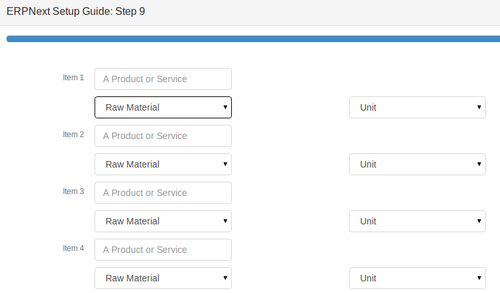 ERPNext Setup Guide: Step 9
Item 1
A Product or Service
Raw Material
Unit
Item 2
A Product or Service
Raw Material
Unit
Item 3
A Product or Service
Raw Material
Unit
Item 4
A Product or Service
Raw Material
Unit